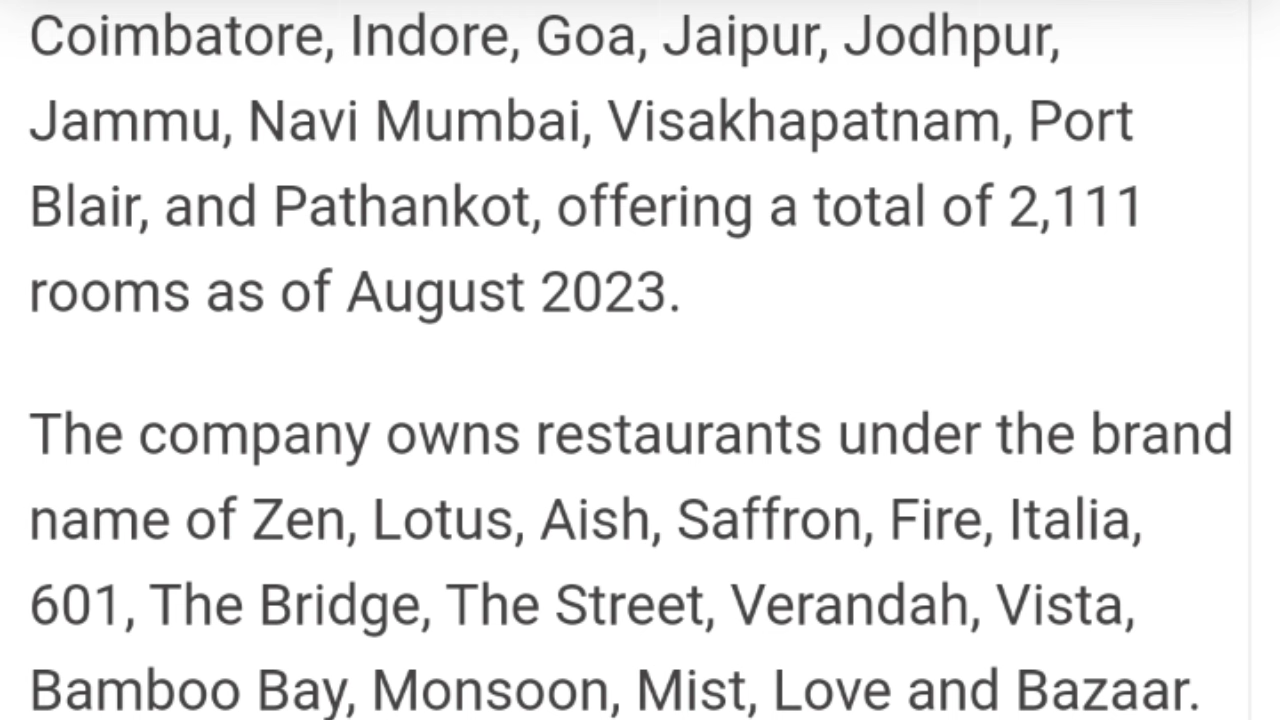 Coimbatore, Indore, Goa, Jaipur, Jodhpur,
Jammu, Navi Mumbai, Visakhapatnam, Port
Blair, and Pathankot, offering a total of 2,111
rooms as of August 2023.
The company owns restaurants under the brand
name of Zen, Lotus, Aish, Saffron, Fire, Italia,
601, The Bridge, The Street, Verandah, Vista,
Bamboo Bay, Monsoon, Mist, Love and Bazaar.